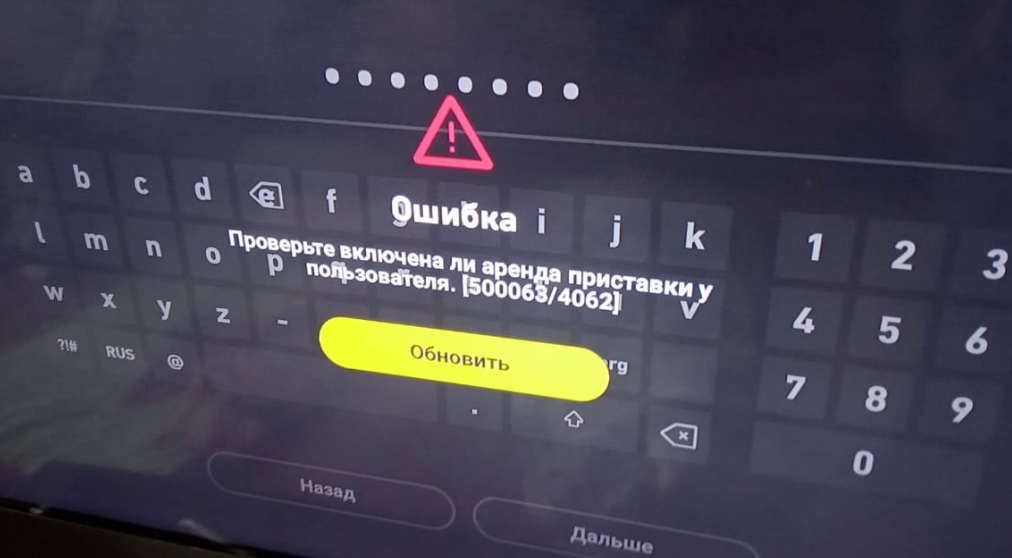 a b c d e f g i j k 1 2 3
Ошибка
l m n o p v 4 5 6
Проверьте включена ли аренда приставки у
пользователя. [500063/4062]
w x y z - rg
Обновить
?!# RUS @ . 7 8 9
0
Назад
Дальше